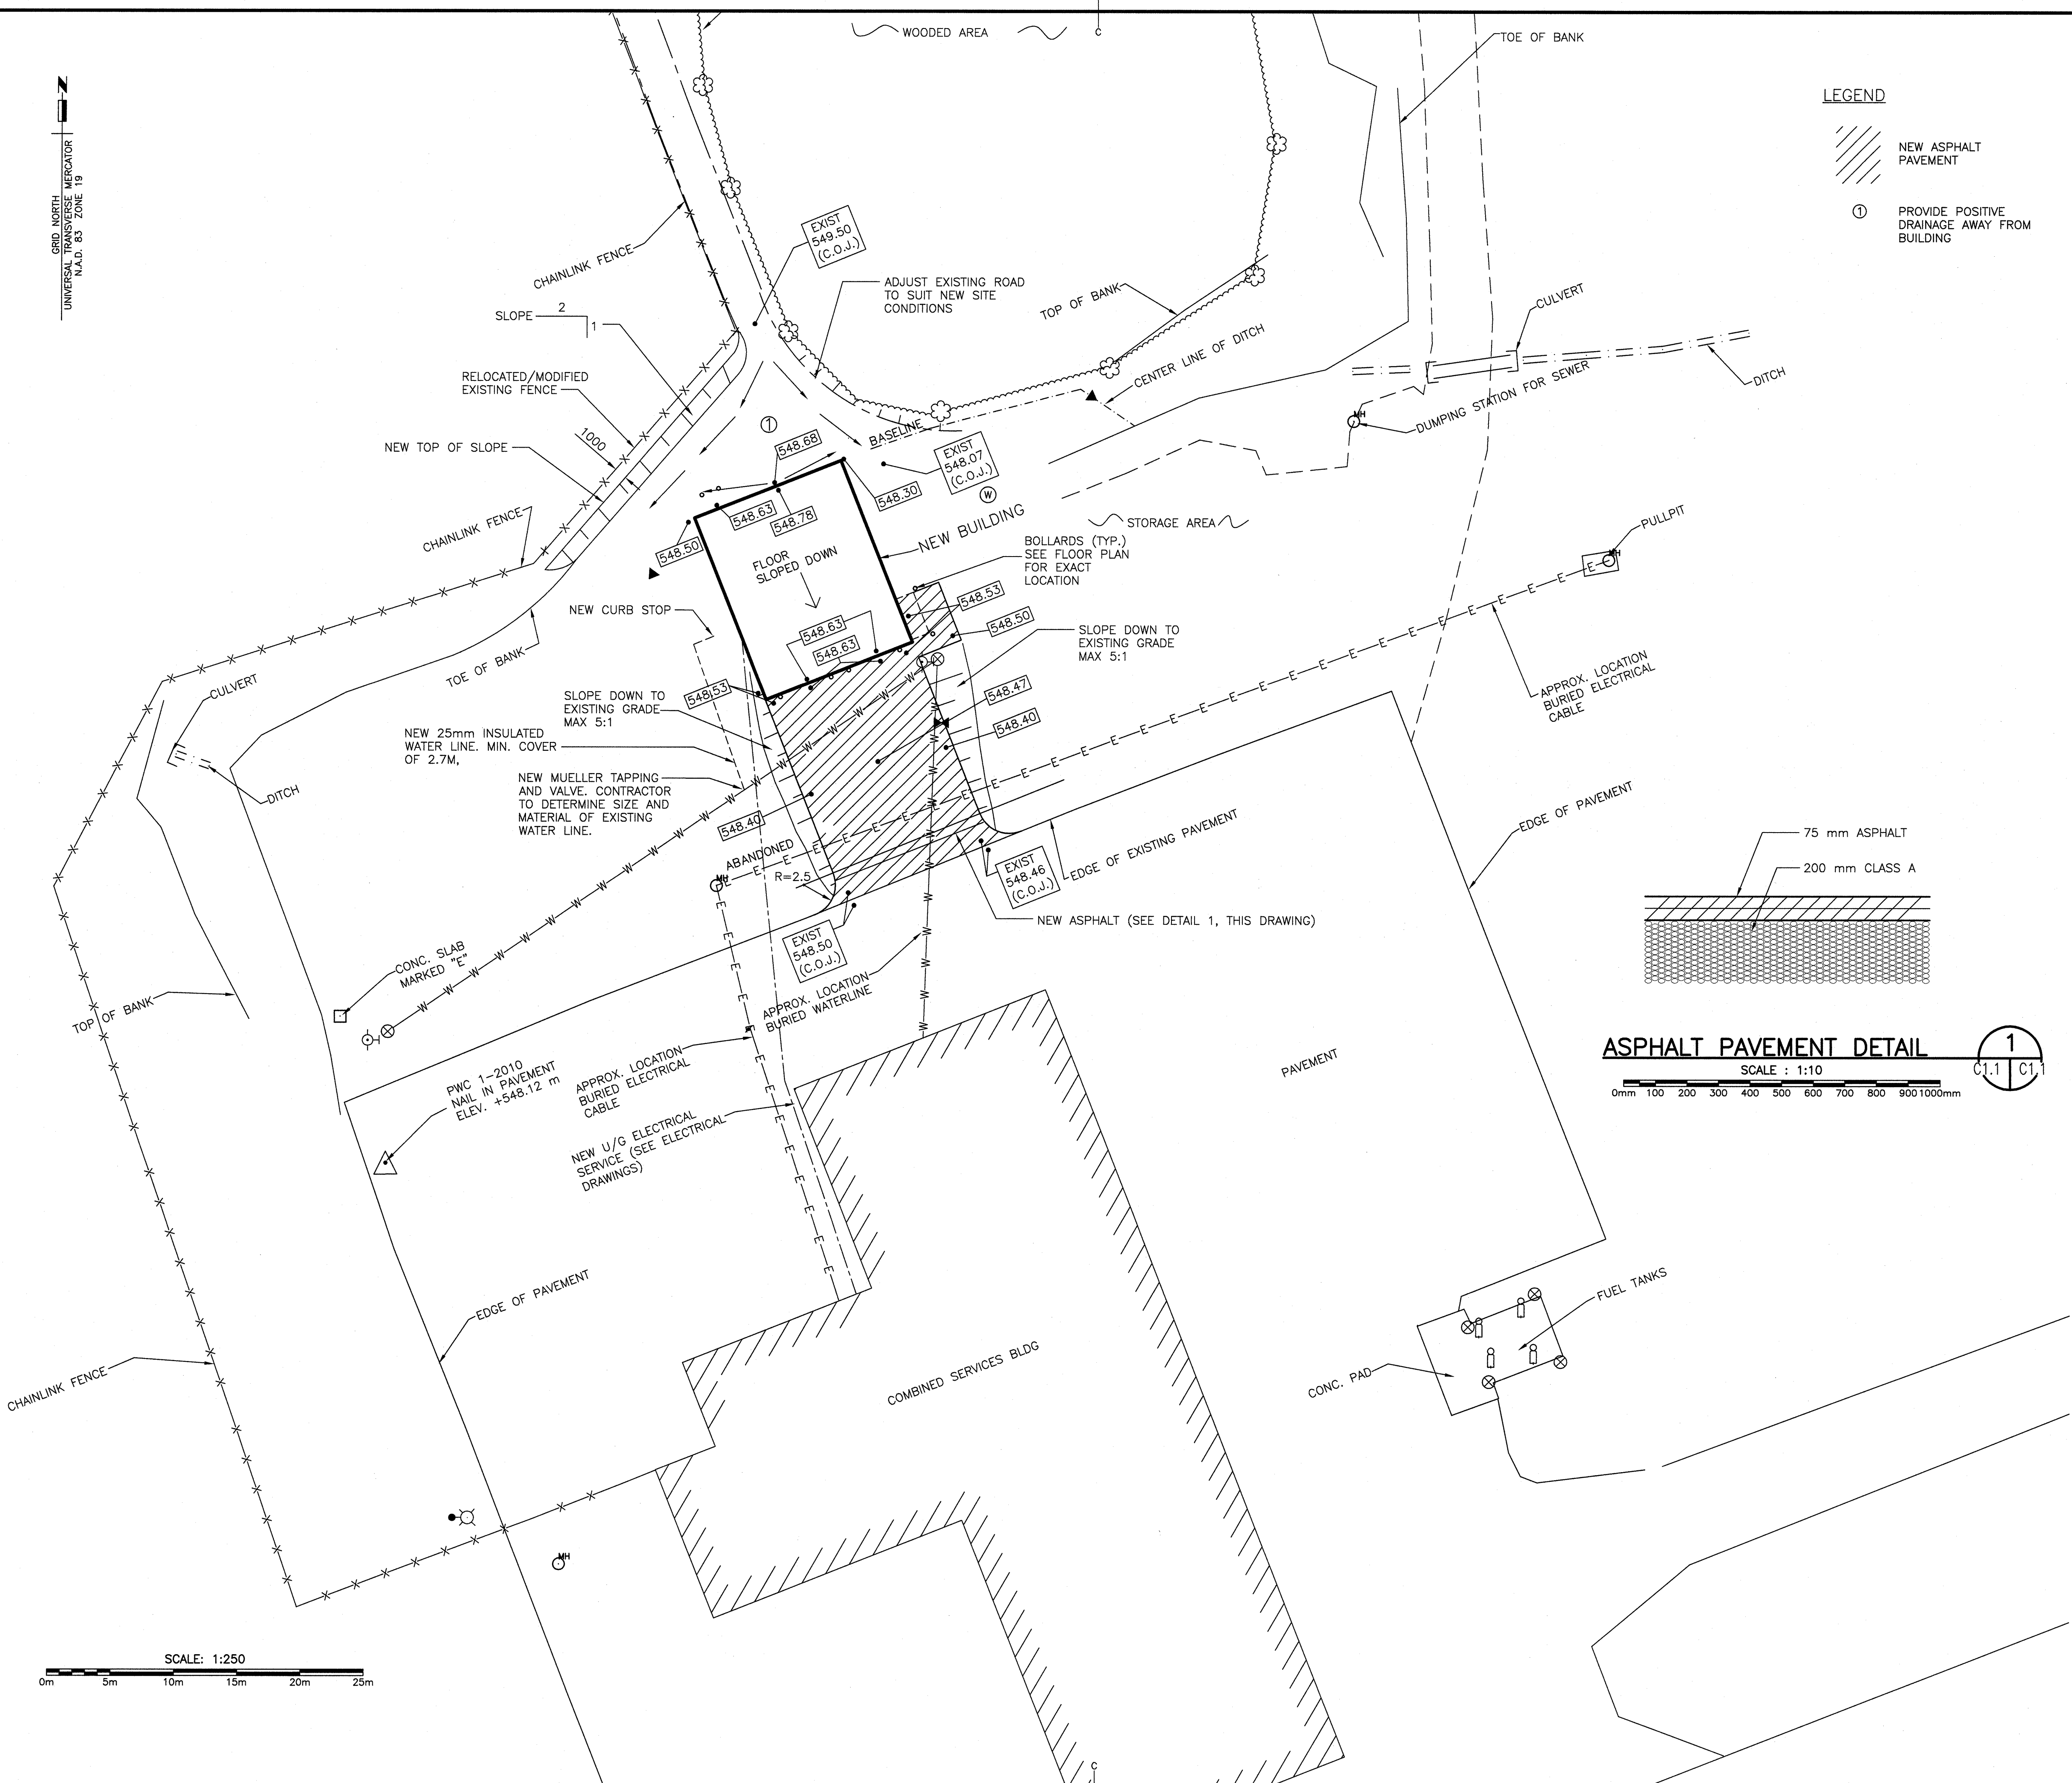 WOODED AREA
C
TOE OF BANK
LEGEND
NEW ASPHALT
PAVEMENT
1
PROVIDE POSITIVE
DRAINAGE AWAY FROM
BUILDING
N
GRID NORTH
UNIVERSAL TRANSVERSE MERCATOR
N.A.D. 83 ZONE 19
CHAINLINK FENCE
EXIST
549.50
(C.O.J.)
ADJUST EXISTING ROAD
TO SUIT NEW SITE
CONDITIONS
TOP OF BANK
CENTER LINE OF DITCH
CULVERT
DITCH
MH
DUMPING STATION FOR SEWER
SLOPE
2
1
RELOCATED/MODIFIED
EXISTING FENCE
1000
NEW TOP OF SLOPE
CHAINLINK FENCE
1
548.68
BASELINE
EXIST
548.07
(C.O.J.)
W
548.30
548.63
548.78
548.50
NEW BUILDING
STORAGE AREA
FLOOR
SLOPED DOWN
BOLLARDS (TYP.)
SEE FLOOR PLAN
FOR EXACT
LOCATION
PULLPIT
MH
NEW CURB STOP
548.63
548.63
548.53
548.50
SLOPE DOWN TO
EXISTING GRADE
MAX 5:1
TOE OF BANK
CULVERT
DITCH
548.53
SLOPE DOWN TO
EXISTING GRADE
MAX 5:1
548.47
548.40
APPROX. LOCATION
BURIED ELECTRICAL
CABLE
NEW 25mm INSULATED
WATER LINE. MIN. COVER
OF 2.7M,
NEW MUELLER TAPPING
AND VALVE. CONTRACTOR
TO DETERMINE SIZE AND
MATERIAL OF EXISTING
WATER LINE.
548.40
ABANDONED
MH
R=2.5
EDGE OF EXISTING PAVEMENT
EDGE OF PAVEMENT
EXIST
548.46
(C.O.J.)
NEW ASPHALT (SEE DETAIL 1, THIS DRAWING)
EXIST
548.50
(C.O.J.)
75 mm ASPHALT
200 mm CLASS A
CONC. SLAB
MARKED "E"
TOP OF BANK
APPROX. LOCATION
BURIED WATERLINE
PWC 1-2010
NAIL IN PAVEMENT
ELEV. +548.12 m
APPROX. LOCATION
BURIED ELECTRICAL
CABLE
NEW U/G ELECTRICAL
SERVICE (SEE ELECTRICAL
DRAWINGS)
PAVEMENT
ASPHALT PAVEMENT DETAIL
1
C1.1 C1.1
SCALE : 1:10
0mm 100 200 300 400 500 600 700 800 900 1000mm
EDGE OF PAVEMENT
CHAINLINK FENCE
COMBINED SERVICES BLDG
FUEL TANKS
CONC. PAD
MH
SCALE: 1:250
0m 5m 10m 15m 20m 25m
C